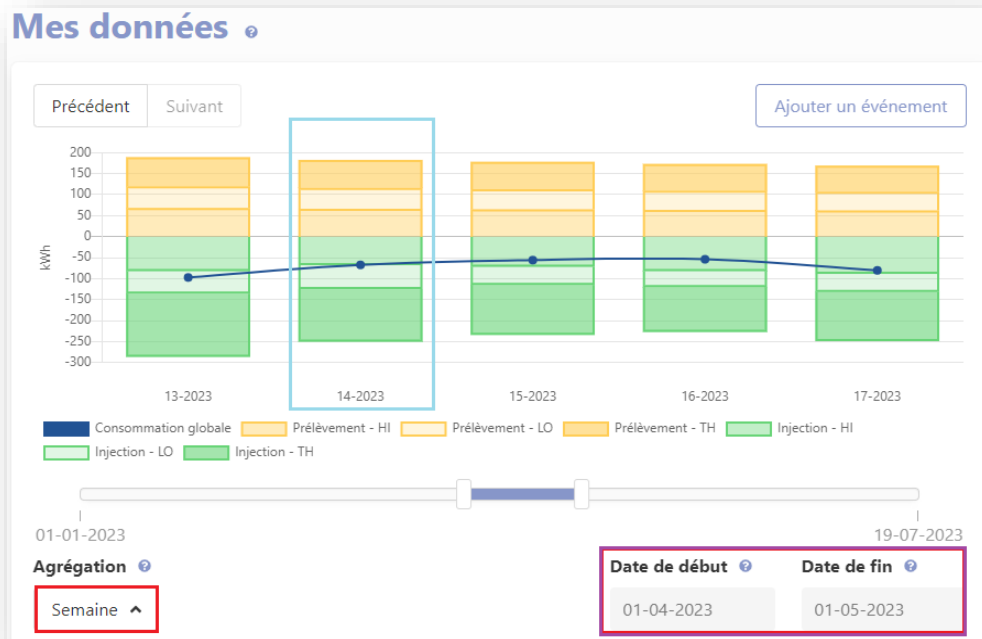 Mes données
Précédent Suivant Ajouter un événement
200
150
100
50
0
-50
-100
-150
-200
-250
-300
kWh
13-2023 14-2023 15-2023 16-2023 17-2023
Consommation globale Prélèvement - HI Prélèvement - LO Prélèvement - TH Injection - HI
Injection - LO Injection - TH
01-01-2023 19-07-2023
Agrégation ? Date de début ? Date de fin ?
Semaine 01-04-2023 01-05-2023